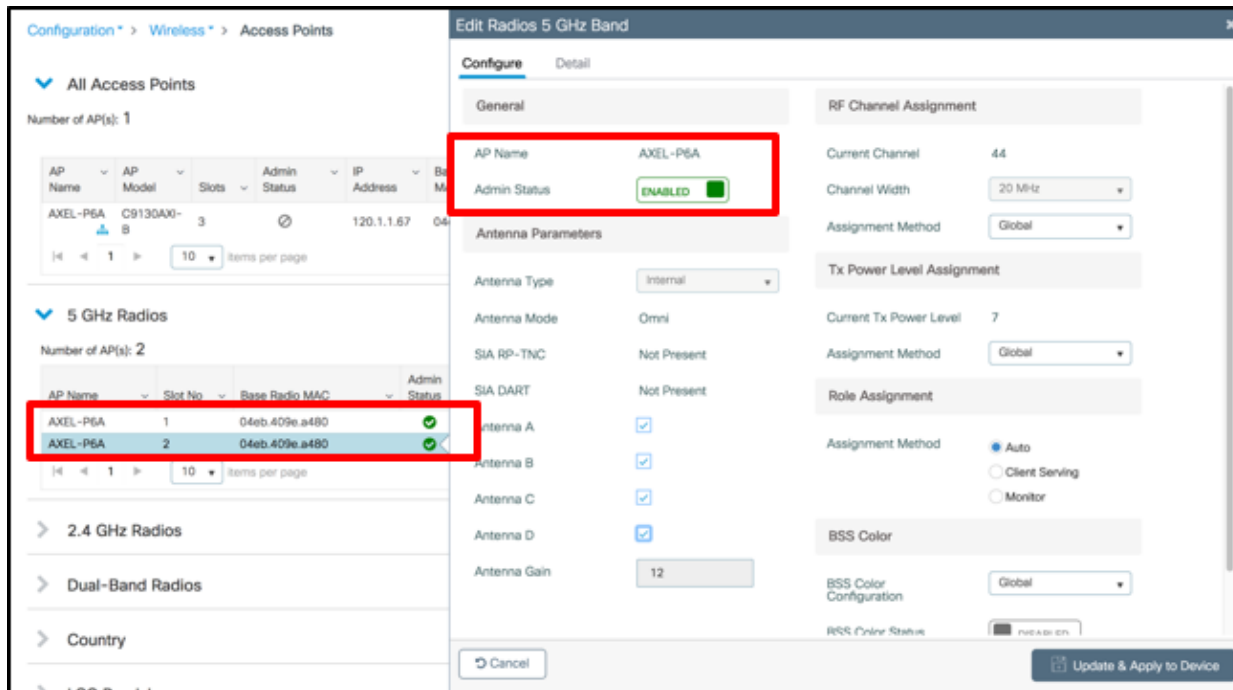 Configuration * > Wireless * > Access Points
All Access Points
Number of AP(s): 1
AP Name AP Model Slots Admin Status IP Address
AXEL-P6A C9130AXI-B 3 120.1.1.67
1 10 items per page
5 GHz Radios
Number of AP(s): 2
AP Name Slot No Base Radio MAC Admin Status
AXEL-P6A 1 04eb.409e.a480
AXEL-P6A 2 04eb.409e.a480
1 10 items per page
2.4 GHz Radios
Dual-Band Radios
Country
Edit Radios 5 GHz Band
Configure Detail
General
AP Name AXEL-P6A
Admin Status ENABLED
Antenna Parameters
Antenna Type Internal
Antenna Mode Omni
SIA RP-TNC Not Present
SIA DART Not Present
Antenna A
Antenna B
Antenna C
Antenna D
Antenna Gain 12
RF Channel Assignment
Current Channel 44
Channel Width 20 MHz
Assignment Method Global
Tx Power Level Assignment
Current Tx Power Level 7
Assignment Method Global
Role Assignment
Assignment Method Auto
Client Serving
Monitor
BSS Color
BSS Color Configuration Global
BSS Color Status DISABLED
Cancel
Update & Apply to Device